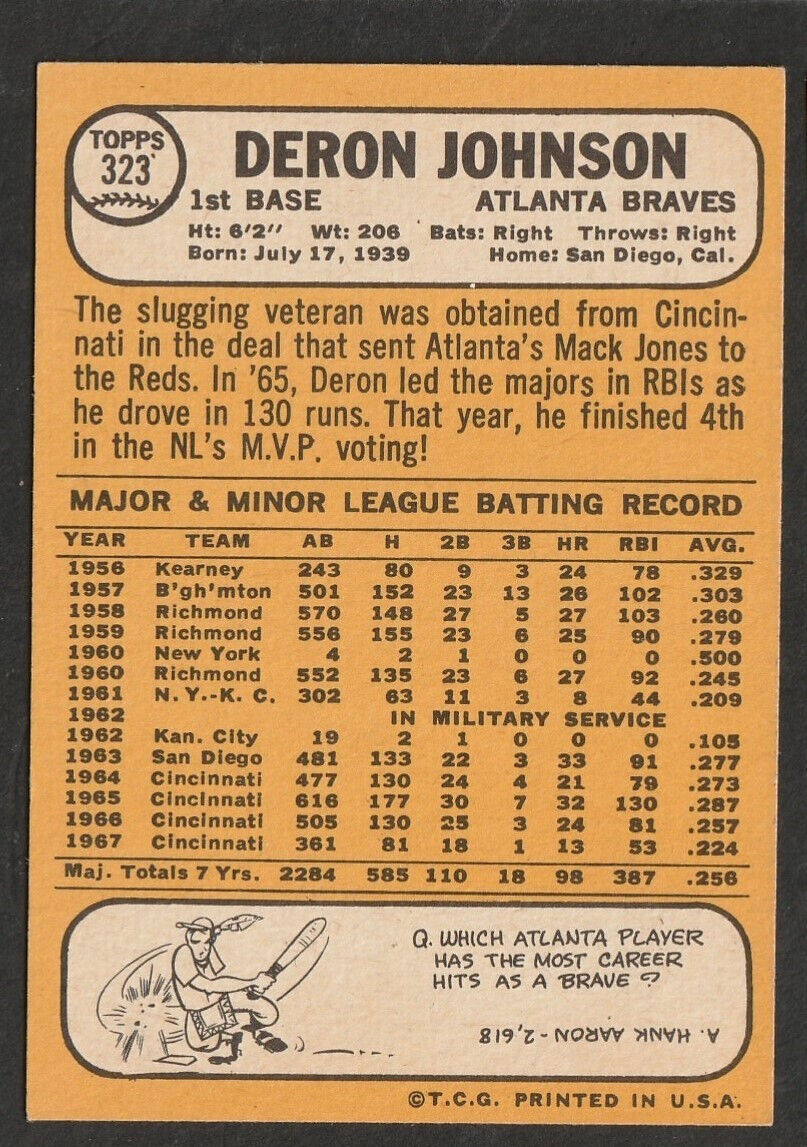 TOPPS
323
DERON JOHNSON
1st BASE ATLANTA BRAVES
Ht: 6'2" Wt: 206 Bats: Right Throws: Right
Born: July 17, 1939 Home: San Diego, Cal.
The slugging veteran was obtained from Cincin-
nati in the deal that sent Atlanta's Mack Jones to
the Reds. In '65, Deron led the majors in RBIs as
he drove in 130 runs. That year, he finished 4th
in the NL's M.V.P. voting!
MAJOR & MINOR LEAGUE BATTING RECORD
YEAR TEAM AB H 2B 3B HR RBI AVG.
1956 Kearney 243 80 9 3 24 78 .329
1957 B'gh'mton 501 152 23 13 26 102 .303
1958 Richmond 570 148 27 5 27 103 .260
1959 Richmond 556 155 23 6 25 90 .279
1960 New York 4 2 1 0 0 0 .500
1960 Richmond 552 135 23 6 27 92 .245
1961 N.Y.-K.C. 302 63 11 3 8 44 .209
1962 IN MILITARY SERVICE
1962 Kan. City 19 2 1 0 0 0 .105
1963 San Diego 481 133 22 3 33 91 .277
1964 Cincinnati 477 130 24 4 21 79 .273
1965 Cincinnati 616 177 30 7 32 130 .287
1966 Cincinnati 505 130 25 3 24 81 .257
1967 Cincinnati 361 81 18 1 13 53 .224
Maj. Totals 7 Yrs. 2284 585 110 18 98 387 .256
Q. WHICH ATLANTA PLAYER
HAS THE MOST CAREER
HITS AS A BRAVE?
A. HANK AARON - 2,618
©T.C.G. PRINTED IN U.S.A.